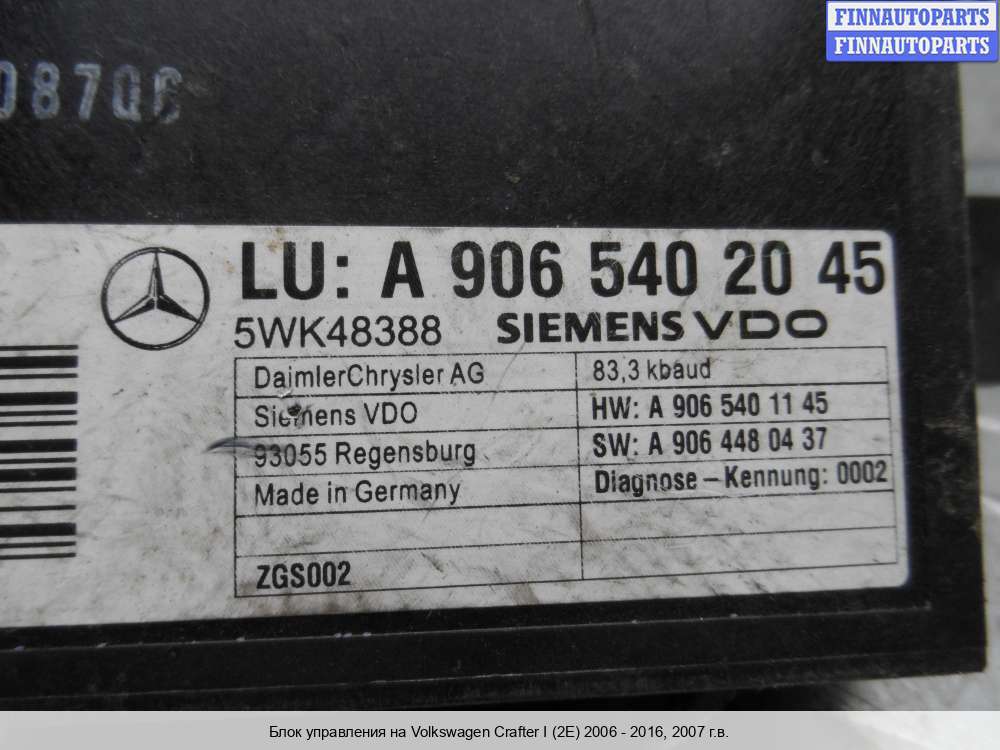 FINNAUTOPARTS
FINNAUTOPARTS
LU: A 906 540 20 45
5WK48388 SIEMENS VDO
DaimlerChrysler AG 83,3 kbaud
Siemens VDO HW: A 906 540 11 45
93055 Regensburg SW: A 906 448 04 37
Made in Germany Diagnose – Kennung: 0002
ZGS002
Блок управления на Volkswagen Crafter I (2E) 2006 - 2016, 2007 г.в.